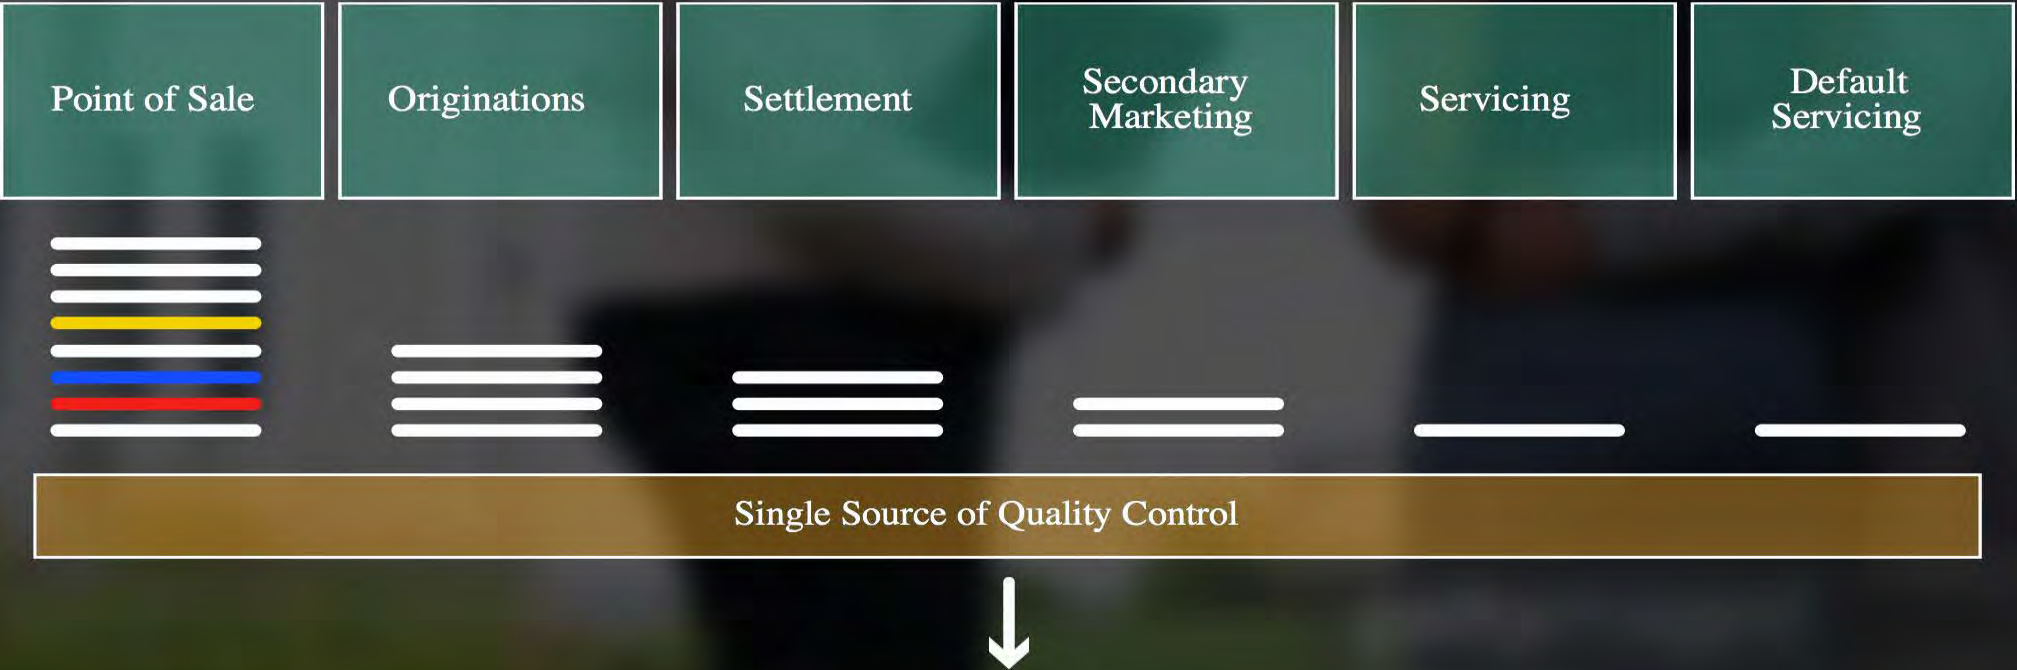 Point of Sale
Originations
Settlement
Secondary
Marketing
Servicing
Default
Servicing
Single Source of Quality Control